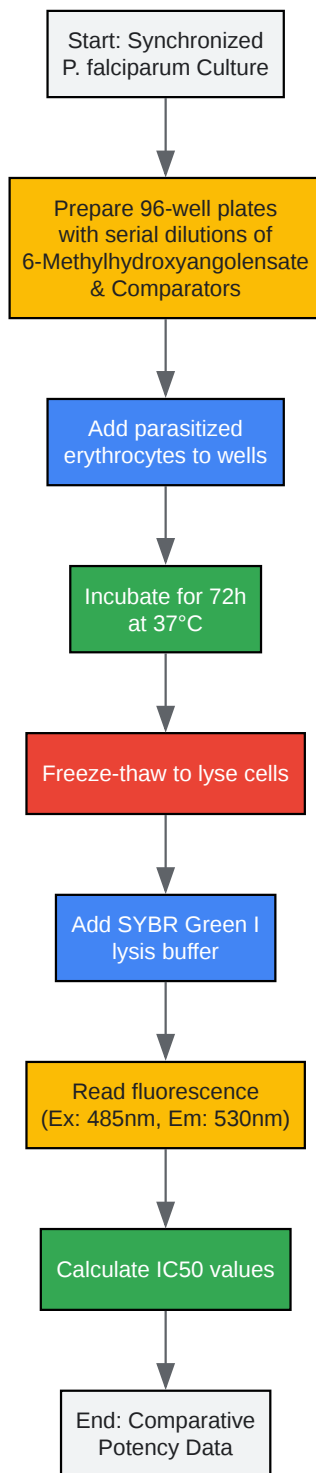 Start: Synchronized
P. falciparum Culture
Prepare 96-well plates
with serial dilutions of
6-Methylhydroxyangolensate
& Comparators
Add parasitized
erythrocytes to wells
Incubate for 72h
at 37°C
Freeze-thaw to lyse cells
Add SYBR Green I
lysis buffer
Read fluorescence
(Ex: 485nm, Em: 530nm)
Calculate IC50 values
End: Comparative
Potency Data